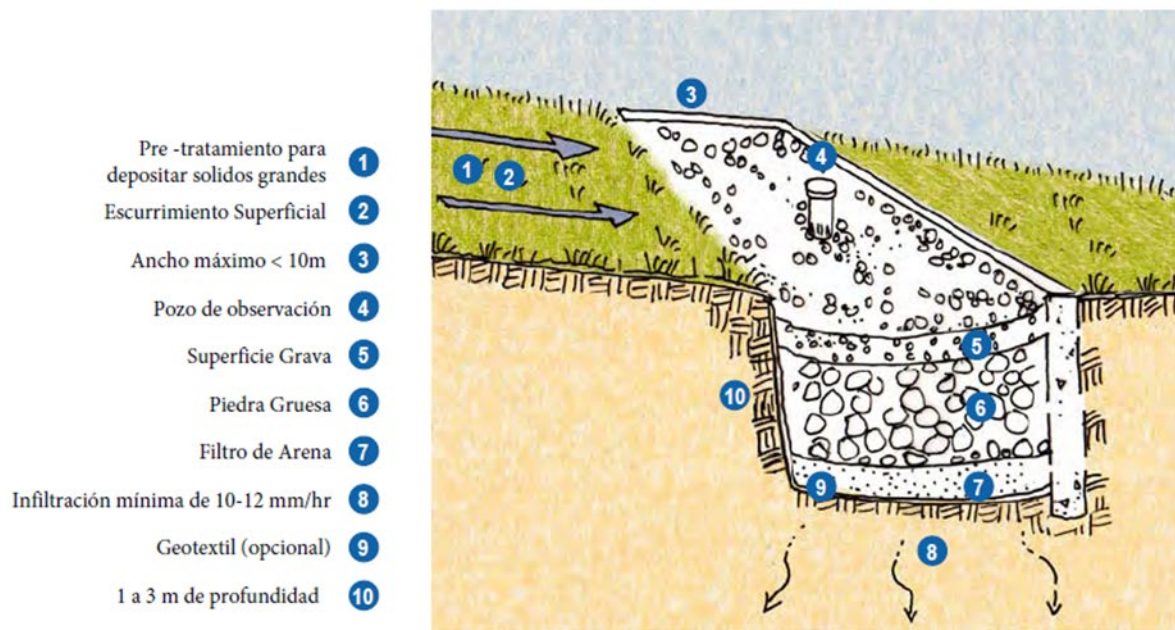 Pre -tratamiento para 1
depositar solidos grandes
Escurrimiento Superficial 2
Ancho máximo < 10m 3
Pozo de observación 4
Superficie Grava 5
Piedra Gruesa 6
Filtro de Arena 7
Infiltración mínima de 10-12 mm/hr 8
Geotextil (opcional) 9
1 a 3 m de profundidad 10
3
4
1 2
5
10
6
9 7
8